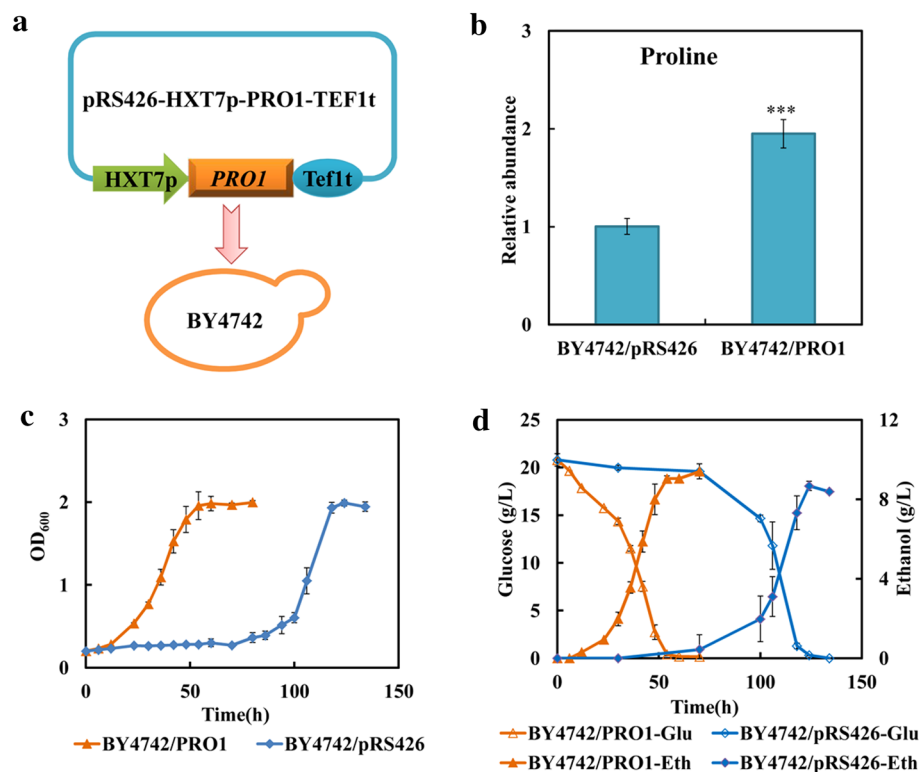 a
pRS426-HXT7p-PRO1-TEF1t
HXT7p
PRO1
Tef1t
BY4742
b
Proline
***
Relative abundance
3
2
1
0
BY4742/pRS426
BY4742/PRO1
c
OD600
3
2
1
0
0
50
100
150
Time(h)
BY4742/PRO1
BY4742/pRS426
d
Glucose (g/L)
25
20
15
10
5
0
Ethanol (g/L)
12
8
4
0
0
50
100
150
Time(h)
BY4742/PRO1-Glu
BY4742/pRS426-Glu
BY4742/PRO1-Eth
BY4742/pRS426-Eth